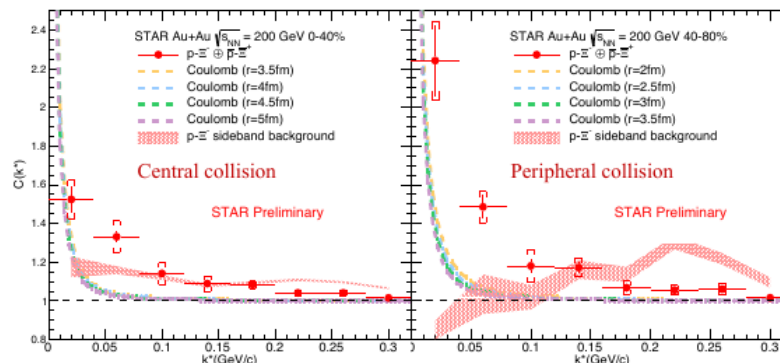 STAR Au+Au √s_NN = 200 GeV 0-40%
p-Ξ⁻ ⊕ p̅-Ξ̅⁺
Coulomb (r=3.5fm)
Coulomb (r=4fm)
Coulomb (r=4.5fm)
Coulomb (r=5fm)
p-Ξ⁻ sideband background
Central collision
STAR Preliminary
C(k*)
2.4
2.2
2
1.8
1.6
1.4
1.2
1
0.8
0 0.05 0.1 0.15 0.2 0.25 0.3
k*(GeV/c)
STAR Au+Au √s_NN = 200 GeV 40-80%
p-Ξ⁻ ⊕ p̅-Ξ̅⁺
Coulomb (r=2fm)
Coulomb (r=2.5fm)
Coulomb (r=3fm)
Coulomb (r=3.5fm)
p-Ξ⁻ sideband background
Peripheral collision
STAR Preliminary
0.05 0.1 0.15 0.2 0.25 0.3
k*(GeV/c)